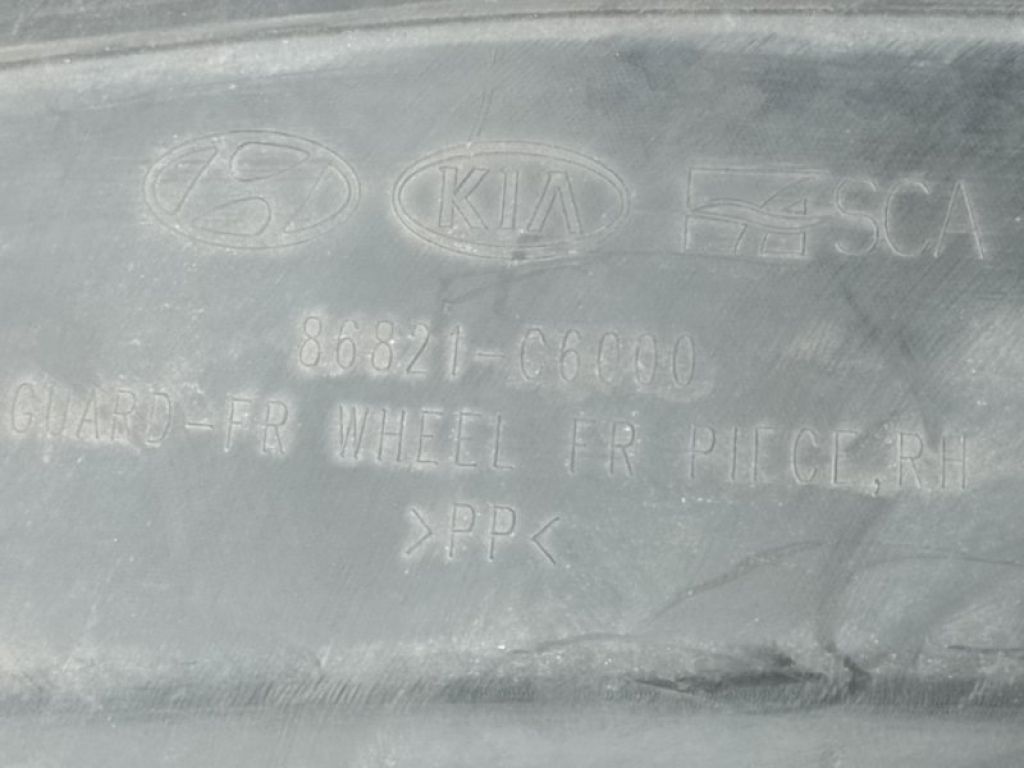 KIA SCA
86821-C6000
GUARD-FR WHEEL FR PIECE,RH
>PP<